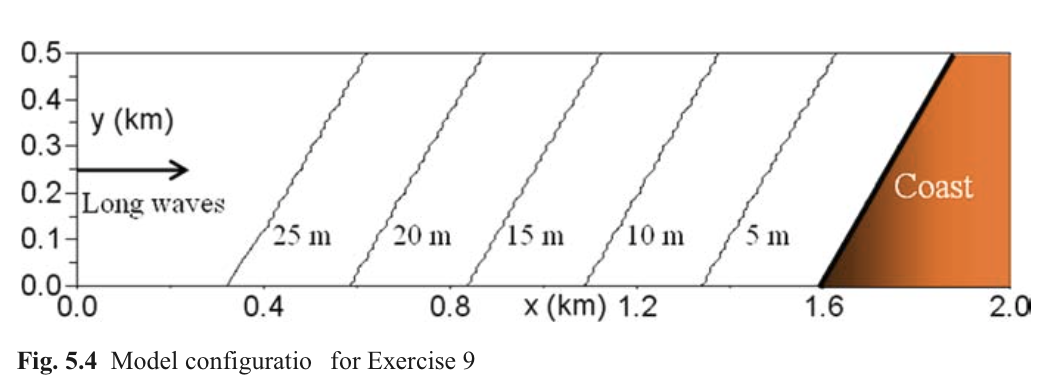 0.5
0.4
y (km)
0.3
0.2
Long waves
Coast
0.1
25 m 20 m 15 m 10 m 5 m
0.0
0.0 0.4 0.8 x (km) 1.2 1.6 2.0
Fig. 5.4 Model configuratio for Exercise 9